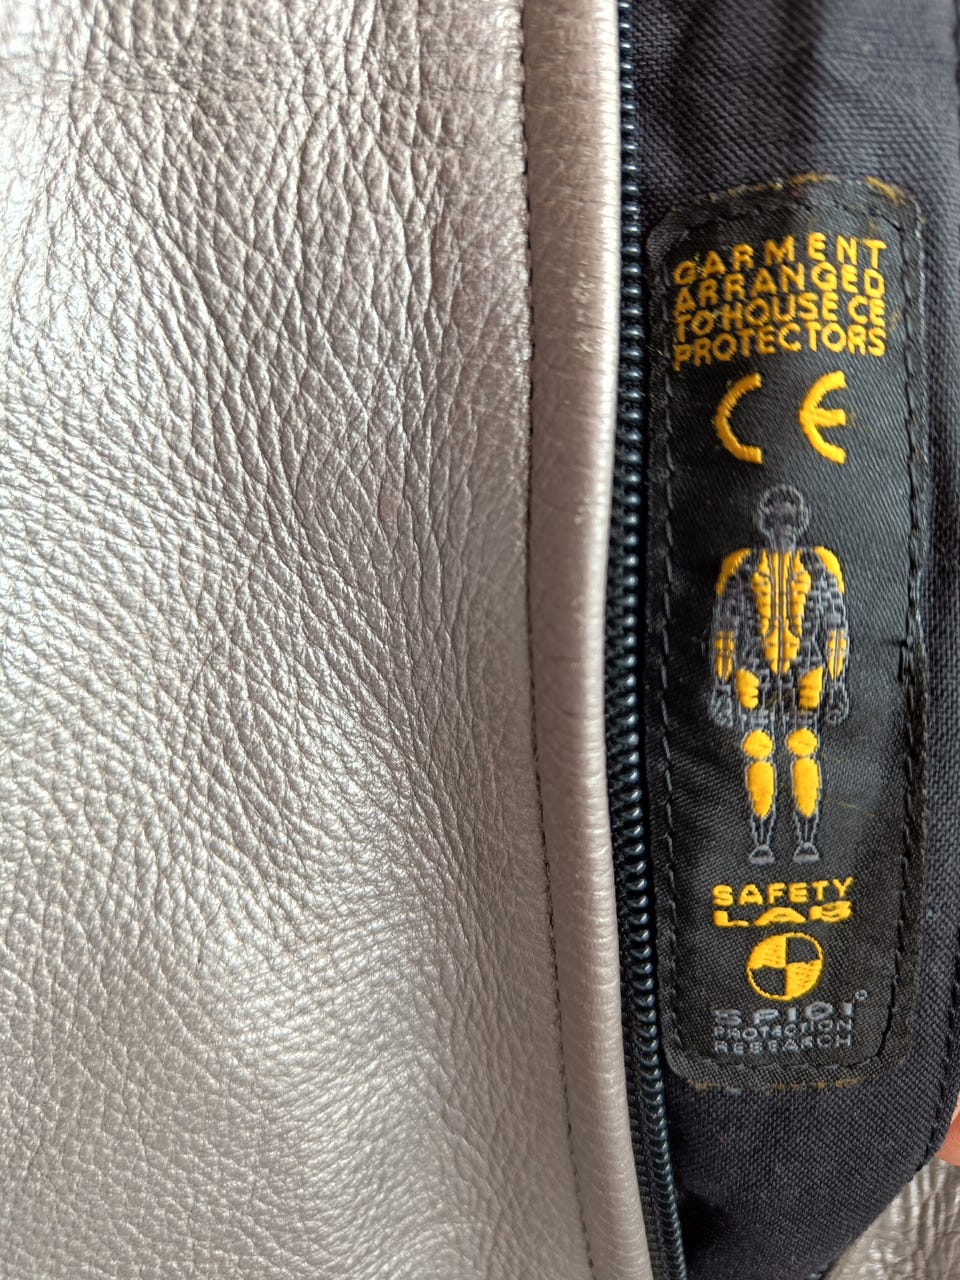 GARMENT
ARRANGED
TO HOUSE CE
PROTECTORS
CE
SAFETY
LAB
SPIDI
PROTECTION
RESEARCH